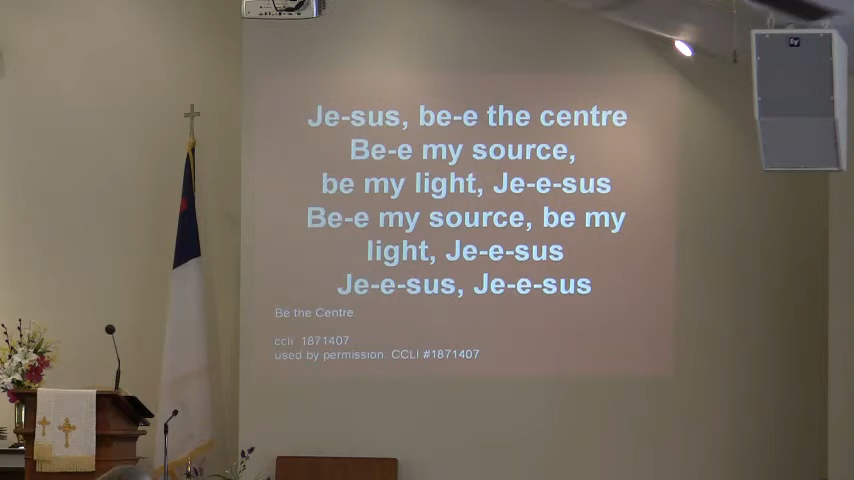 Je-sus, be-e the centre
Be-e my source,
be my light, Je-e-sus
Be-e my source, be my
light, Je-e-sus
Je-e-sus, Je-e-sus
Be the Centre
ccli 1871407
used by permission CCLI #1871407